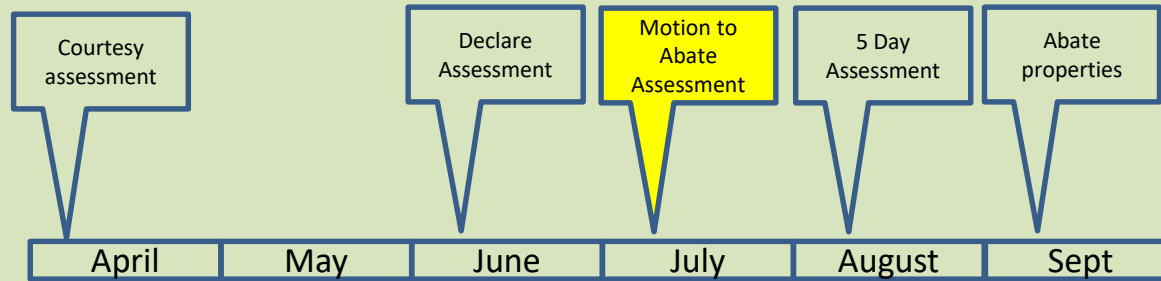 Courtesy
assessment
Declare
Assessment
Motion to
Abate
Assessment
5 Day
Assessment
Abate
properties
April
May
June
July
August
Sept